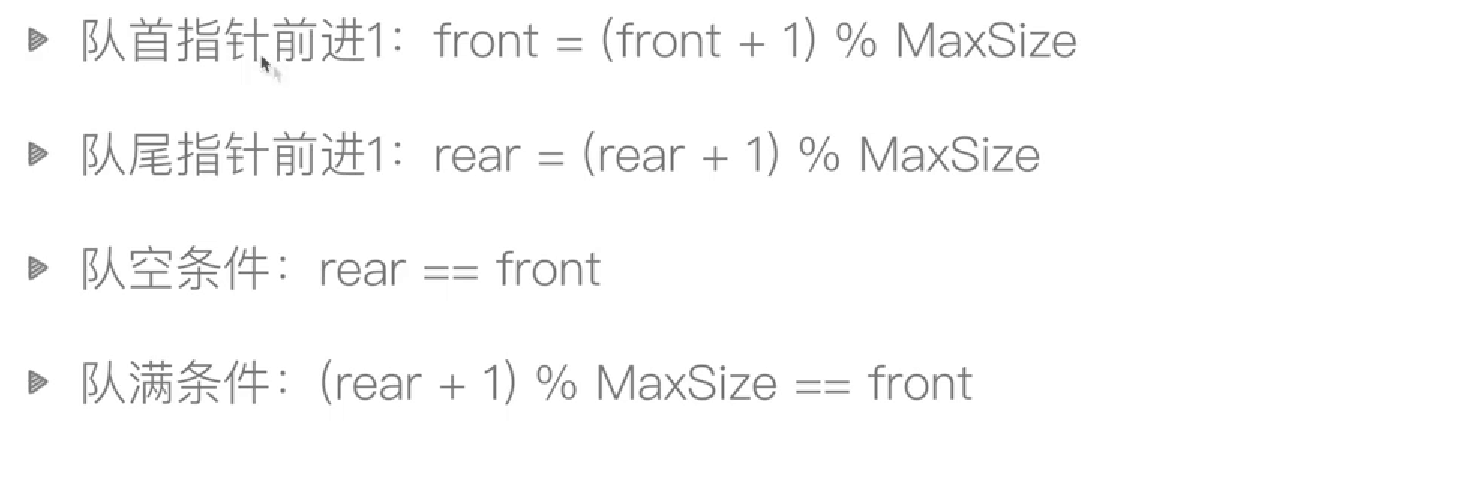 队首指针前进1：front = (front + 1) % MaxSize
队尾指针前进1：rear = (rear + 1) % MaxSize
队空条件：rear == front
队满条件：(rear + 1) % MaxSize == front